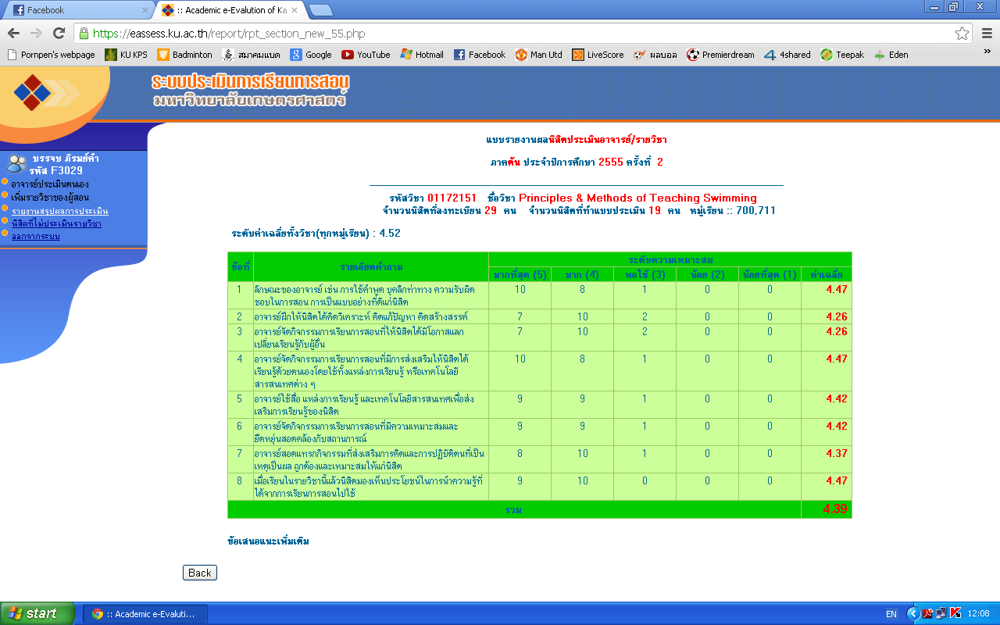 Facebook
:: Academic e-Evalution of Ka
https://eassess.ku.ac.th/report/rpt_section_new_55.php
Pornpen's webpage KU KPS Badminton สมาคมแบด Google YouTube Hotmail Facebook Man Utd LiveScore ผลบอล Premierdream 4shared Teepak Eden »
ระบบประเมินการเรียนการสอน
มหาวิทยาลัยเกษตรศาสตร์
บรรจบ ภิรมย์คำ
รหัส F3029
อาจารย์ประเมินตนเอง
เพิ่มรายวิชาของผู้สอน
รายงานสรุปผลการประเมิน
นิสิตที่ไม่ประเมินรายวิชา
ออกจากระบบ
แบบรายงานผลนิสิตประเมินอาจารย์/รายวิชา
ภาคต้น ประจำปีการศึกษา 2555 ครั้งที่ 2
รหัสวิชา 01172151 ชื่อวิชา Principles & Methods of Teaching Swimming
จำนวนนิสิตที่ลงทะเบียน 29 คน จำนวนนิสิตที่ทำแบบประเมิน 19 คน หมู่เรียน :: 700,711
ระดับค่าเฉลี่ยทั้งวิชา(ทุกหมู่เรียน) : 4.52
ข้อที่ รายเอียดคำถาม ระดับความเหมาะสม
มากที่สุด (5) มาก (4) พอใช้ (3) น้อย (2) น้อยที่สุด (1) ค่าเฉลี่ย
1 ลักษณะของอาจารย์ เช่น การใช้คำพูด บุคลิกท่าทาง ความรับผิด 10 8 1 0 0 4.47
ชอบในการสอน การเป็นแบบอย่างที่ดีแก่นิสิต
2 อาจารย์ฝึกให้นิสิตได้คิดวิเคราะห์ คิดแก้ปัญหา คิดสร้างสรรค์ 7 10 2 0 0 4.26
3 อาจารย์จัดกิจกรรมการเรียนการสอนที่ให้นิสิตได้มีโอกาสแลก 7 10 2 0 0 4.26
เปลี่ยนเรียนรู้กับผู้อื่น
4 อาจารย์จัดกิจกรรมการเรียนการสอนที่มีการส่งเสริมให้นิสิตได้ 10 8 1 0 0 4.47
เรียนรู้ด้วยตนเองโดยใช้ทั้งแหล่งการเรียนรู้ หรือเทคโนโลยี
สารสนเทศต่าง ๆ
5 อาจารย์ใช้สื่อ แหล่งการเรียนรู้ และเทคโนโลยีสารสนเทศเพื่อส่ง 9 9 1 0 0 4.42
เสริมการเรียนรู้ของนิสิต
6 อาจารย์จัดกิจกรรมการเรียนการสอนที่มีความเหมาะสมและ 9 9 1 0 0 4.42
ยืดหยุ่นสอดคล้องกับสถานการณ์
7 อาจารย์สอดแทรกกิจกรรมที่ส่งเสริมการคิดและการปฏิบัติตนที่เป็น 8 10 1 0 0 4.37
เหตุเป็นผล ถูกต้องและเหมาะสมให้แก่นิสิต
8 เมื่อเรียนในรายวิชานี้แล้วนิสิตมองเห็นประโยชน์ในการนำความรู้ที่ 9 10 0 0 0 4.47
ได้จากการเรียนการสอนไปใช้
รวม 4.39
ข้อเสนอแนะเพิ่มเติม
Back
start :: Academic e-Evaluti... EN 12:08